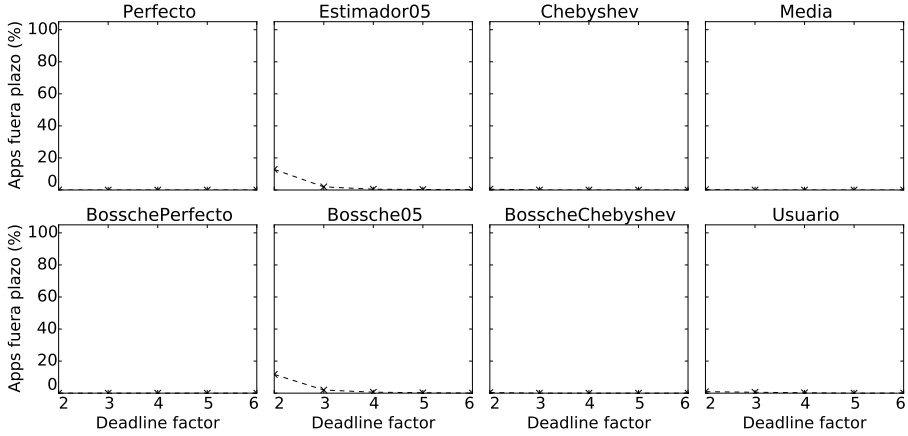 Perfecto Estimador05 Chebyshev Media
Apps fuera plazo (%)
100
80
60
40
20
0
BosschePerfecto Bossche05 BosscheChebyshev Usuario
Apps fuera plazo (%)
100
80
60
40
20
0
2 3 4 5 6 2 3 4 5 6 2 3 4 5 6 2 3 4 5 6
Deadline factor Deadline factor Deadline factor Deadline factor